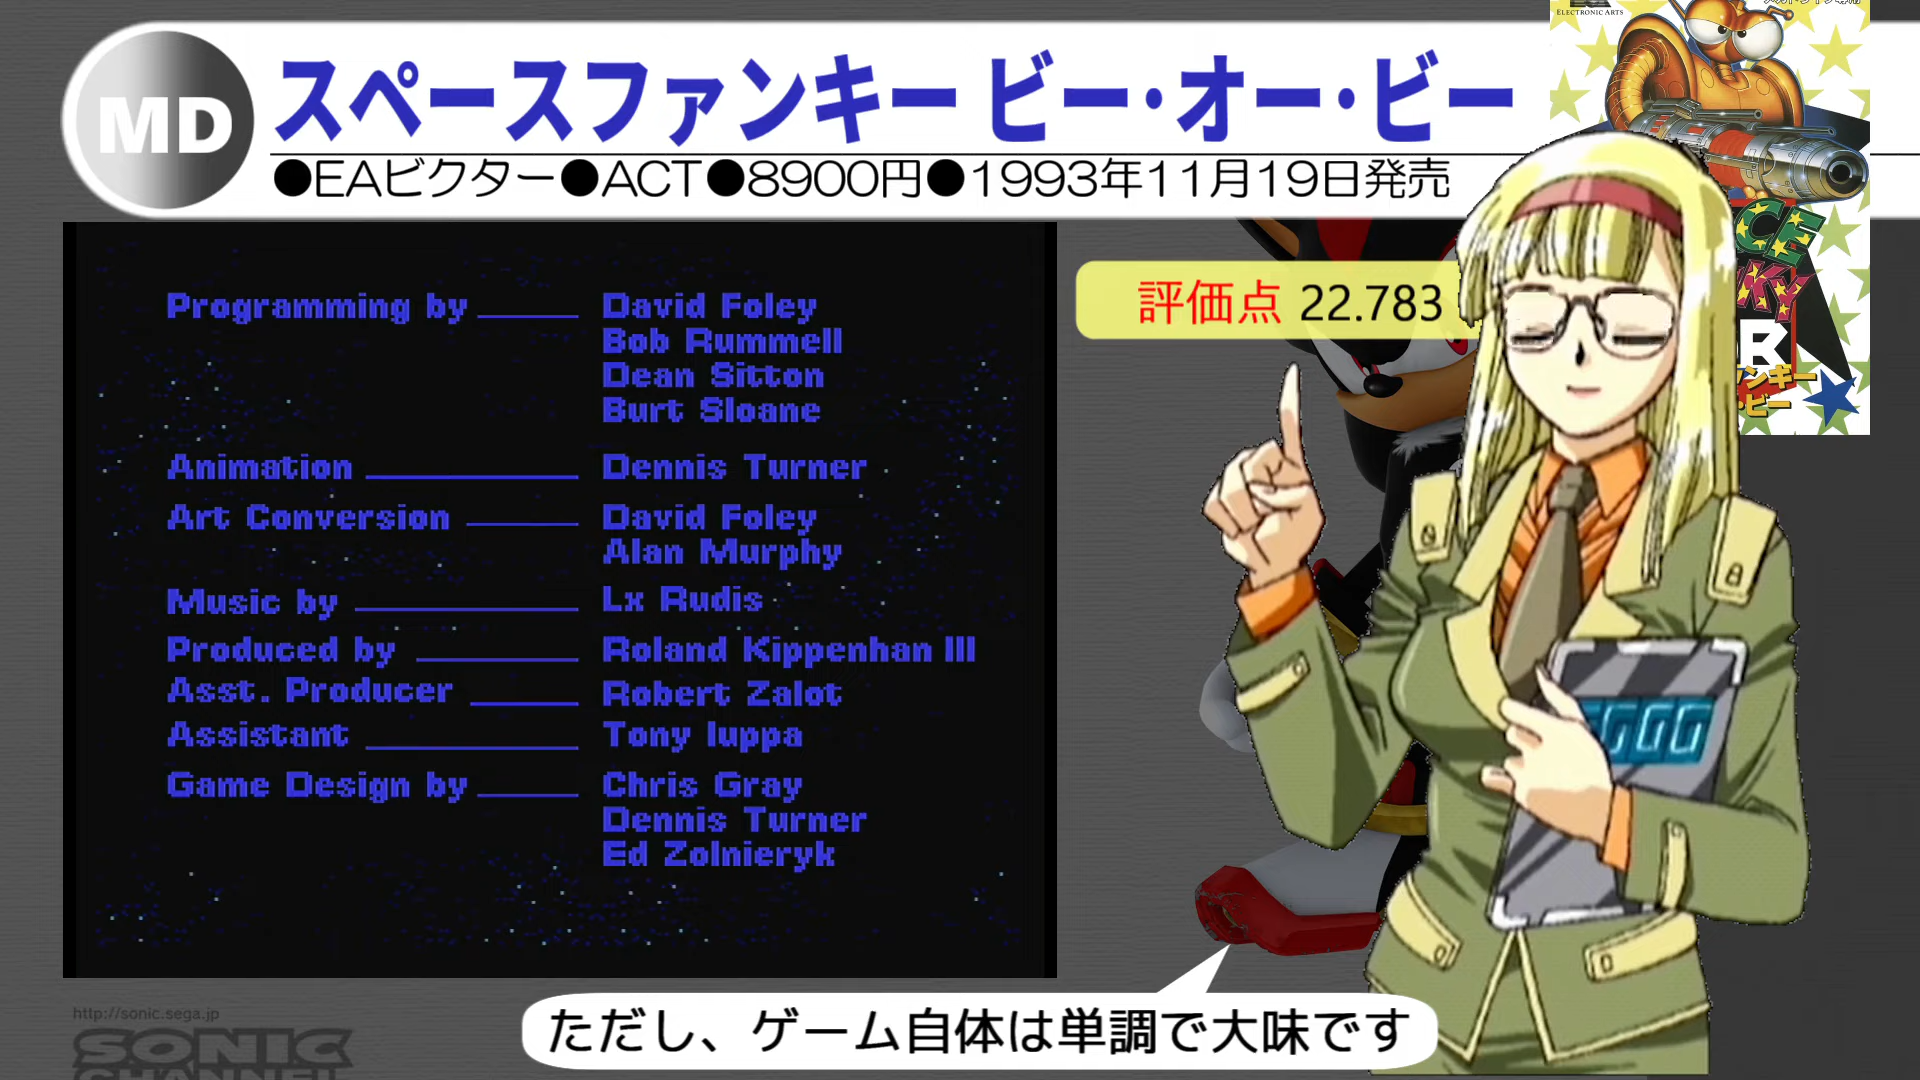 MD
スペースファンキー ビー・オー・ビー
●EAビクター●ACT●8900円●1993年11月19日発売
ELECTRONIC ARTS
評価点 22.783
Programming by David Foley
Bob Rummell
Dean Sitton
Burt Sloane
Animation Dennis Turner
Art Conversion David Foley
Alan Murphy
Music by Lx Rudis
Produced by Roland Kippenhan III
Asst. Producer Robert Zalot
Assistant Tony Iuppa
Game Design by Chris Gray
Dennis Turner
Ed Zolnieryk
http://sonic.sega.jp
SONIC
CHANNEL
ただし、ゲーム自体は単調で大味です